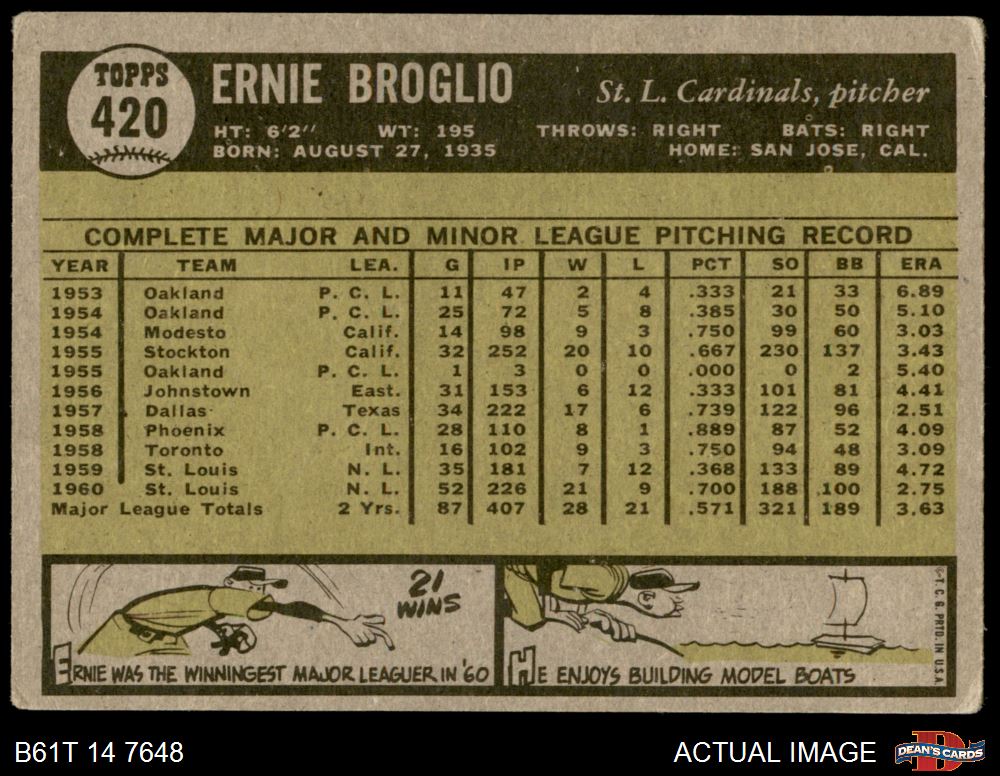 TOPPS
420
ERNIE BROGLIO
St. L. Cardinals, pitcher
HT: 6'2" WT: 195 THROWS: RIGHT BATS: RIGHT
BORN: AUGUST 27, 1935 HOME: SAN JOSE, CAL.
COMPLETE MAJOR AND MINOR LEAGUE PITCHING RECORD
YEAR TEAM LEA. G IP W L PCT SO BB ERA
1953 Oakland P. C. L. 11 47 2 4 .333 21 33 6.89
1954 Oakland P. C. L. 25 72 5 8 .385 30 50 5.10
1954 Modesto Calif. 14 98 9 3 .750 99 60 3.03
1955 Stockton Calif. 32 252 20 10 .667 230 137 3.43
1955 Oakland P. C. L. 1 3 0 0 .000 0 2 5.40
1956 Johnstown East. 31 153 6 12 .333 101 81 4.41
1957 Dallas Texas 34 222 17 6 .739 122 96 2.51
1958 Phoenix P. C. L. 28 110 8 1 .889 87 52 4.09
1958 Toronto Int. 16 102 9 3 .750 94 48 3.09
1959 St. Louis N. L. 35 181 7 12 .368 133 89 4.72
1960 St. Louis N. L. 52 226 21 9 .700 188 100 2.75
Major League Totals 2 Yrs. 87 407 28 21 .571 321 189 3.63
21
WINS
ERNIE WAS THE WINNINGEST MAJOR LEAGUER IN '60
HE ENJOYS BUILDING MODEL BOATS
©T. C. G. PRTD. IN U.S.A.
B61T 14 7648
ACTUAL IMAGE
DEAN'S CARDS